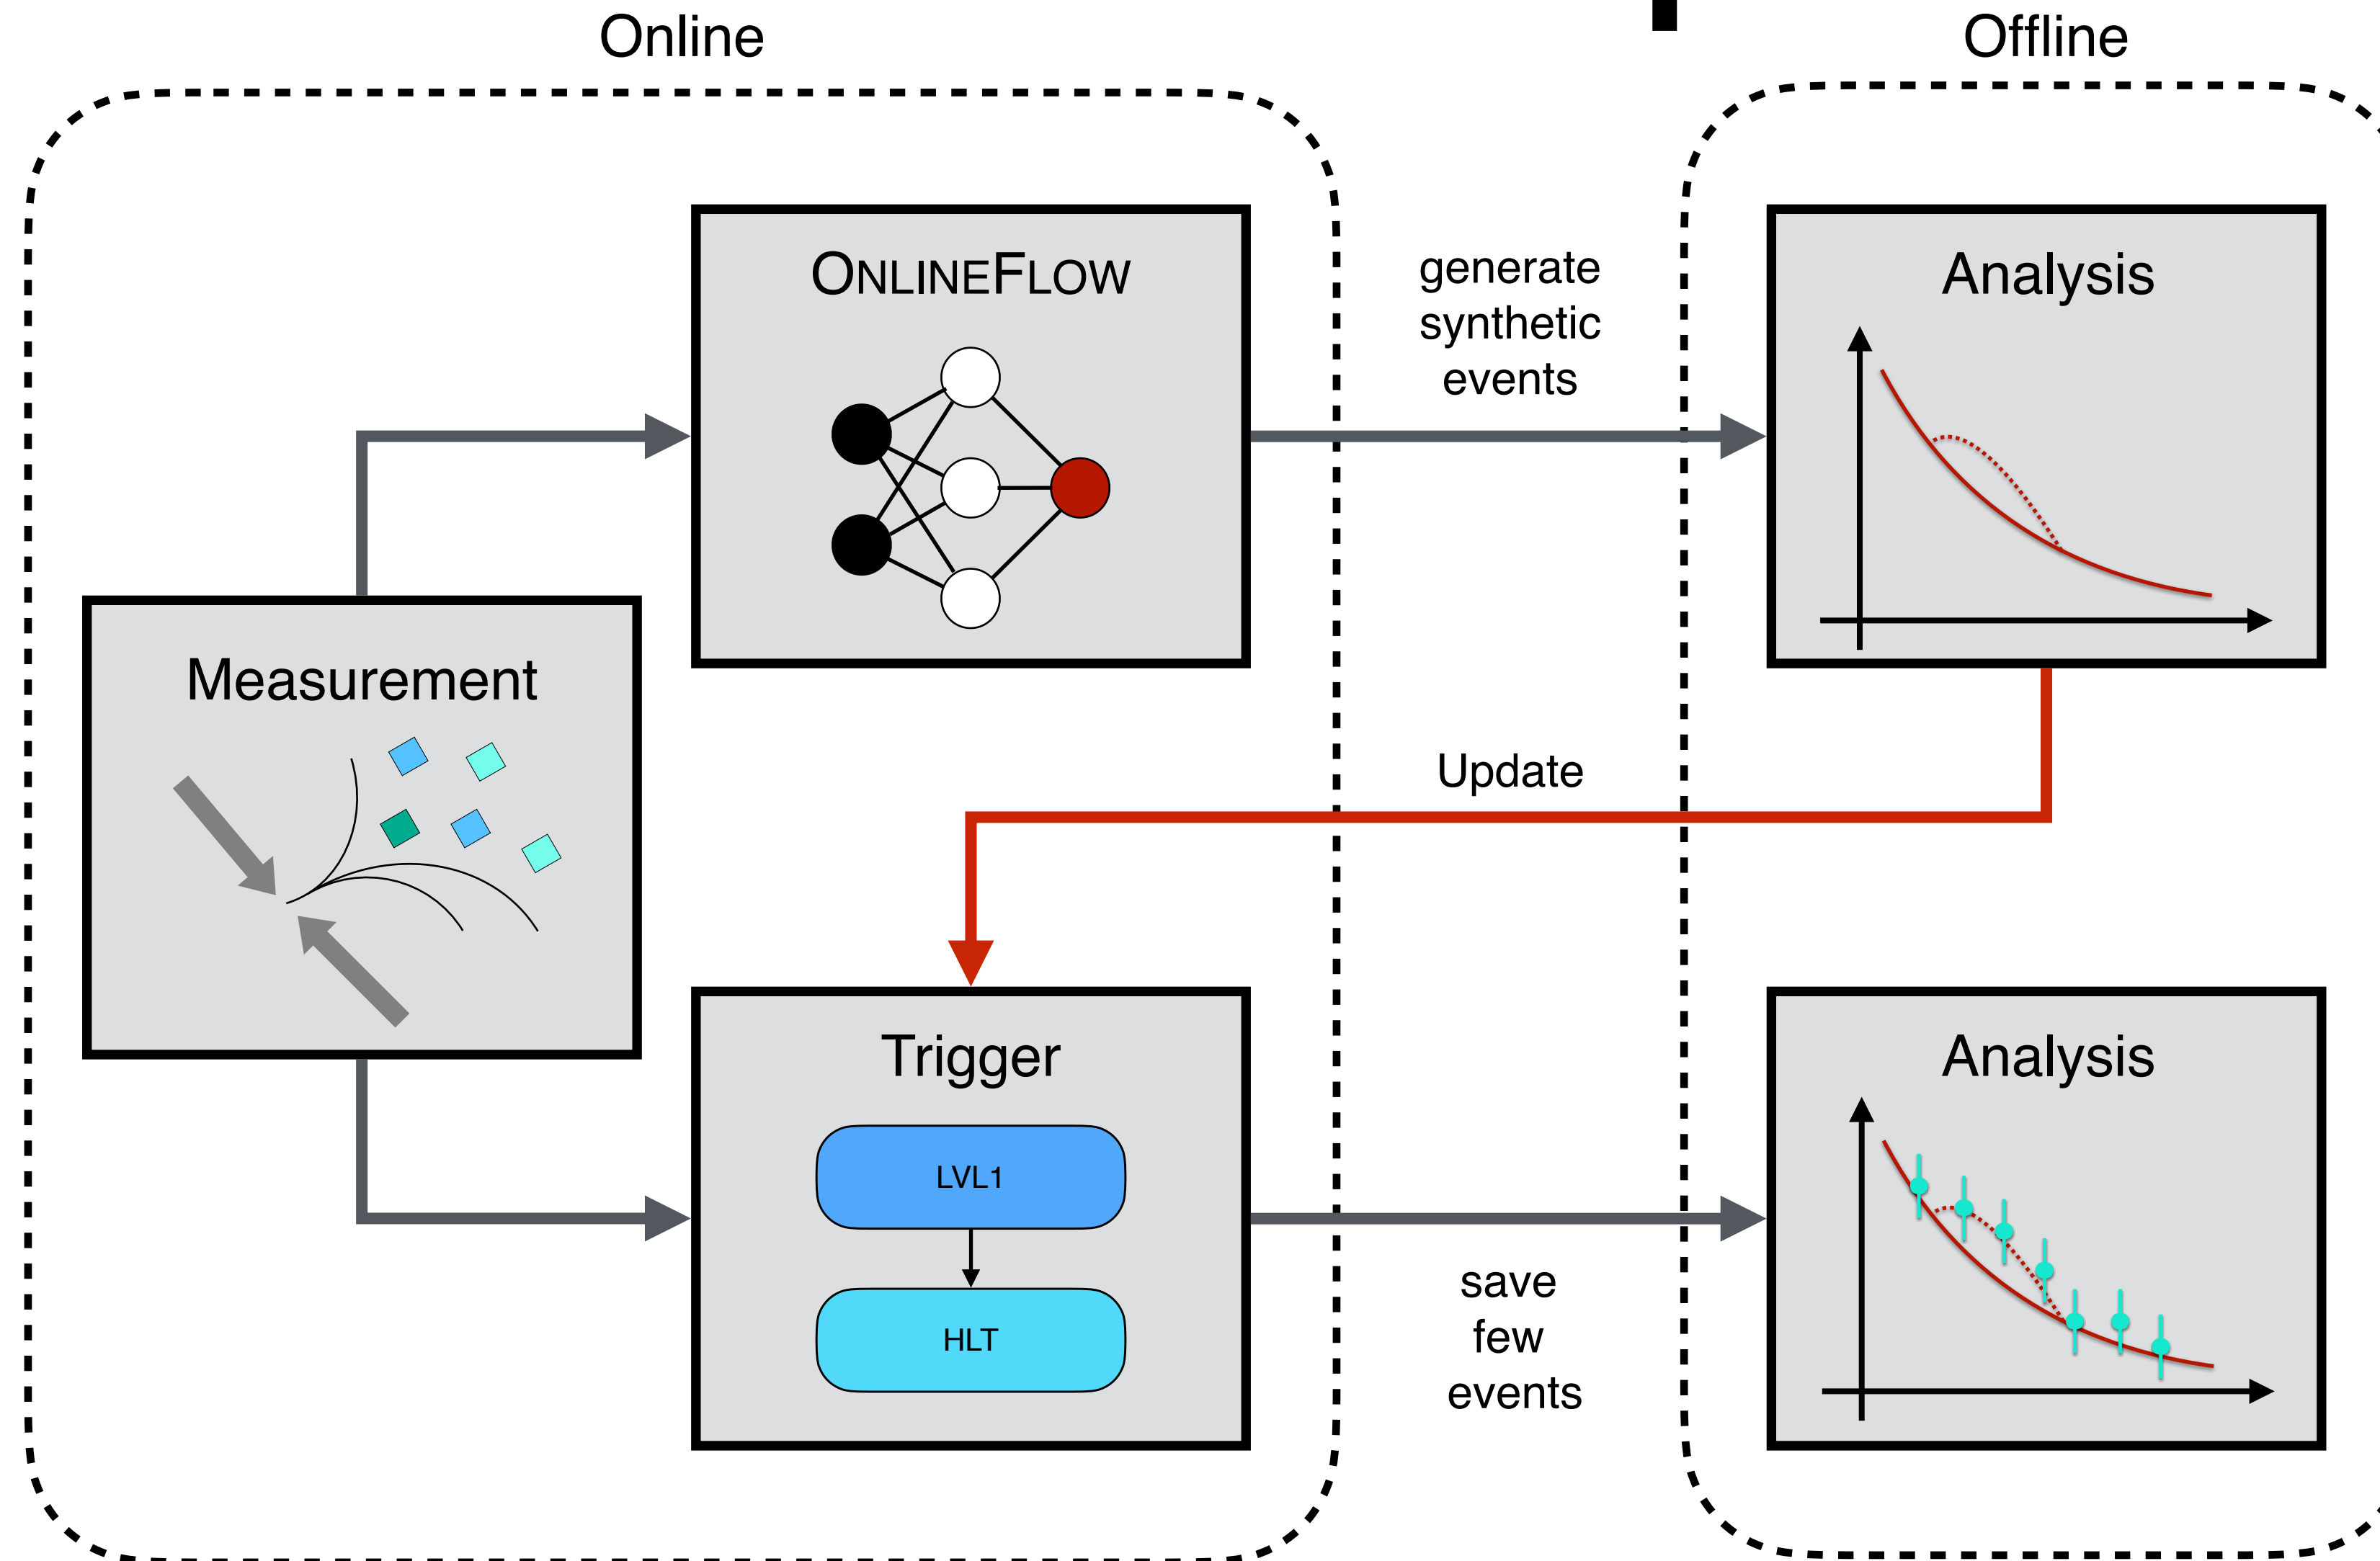 Online
Offline
ONLINEFLOW
generate
synthetic
events
Analysis
Measurement
Update
Trigger
LVL1
HLT
save
few
events
Analysis